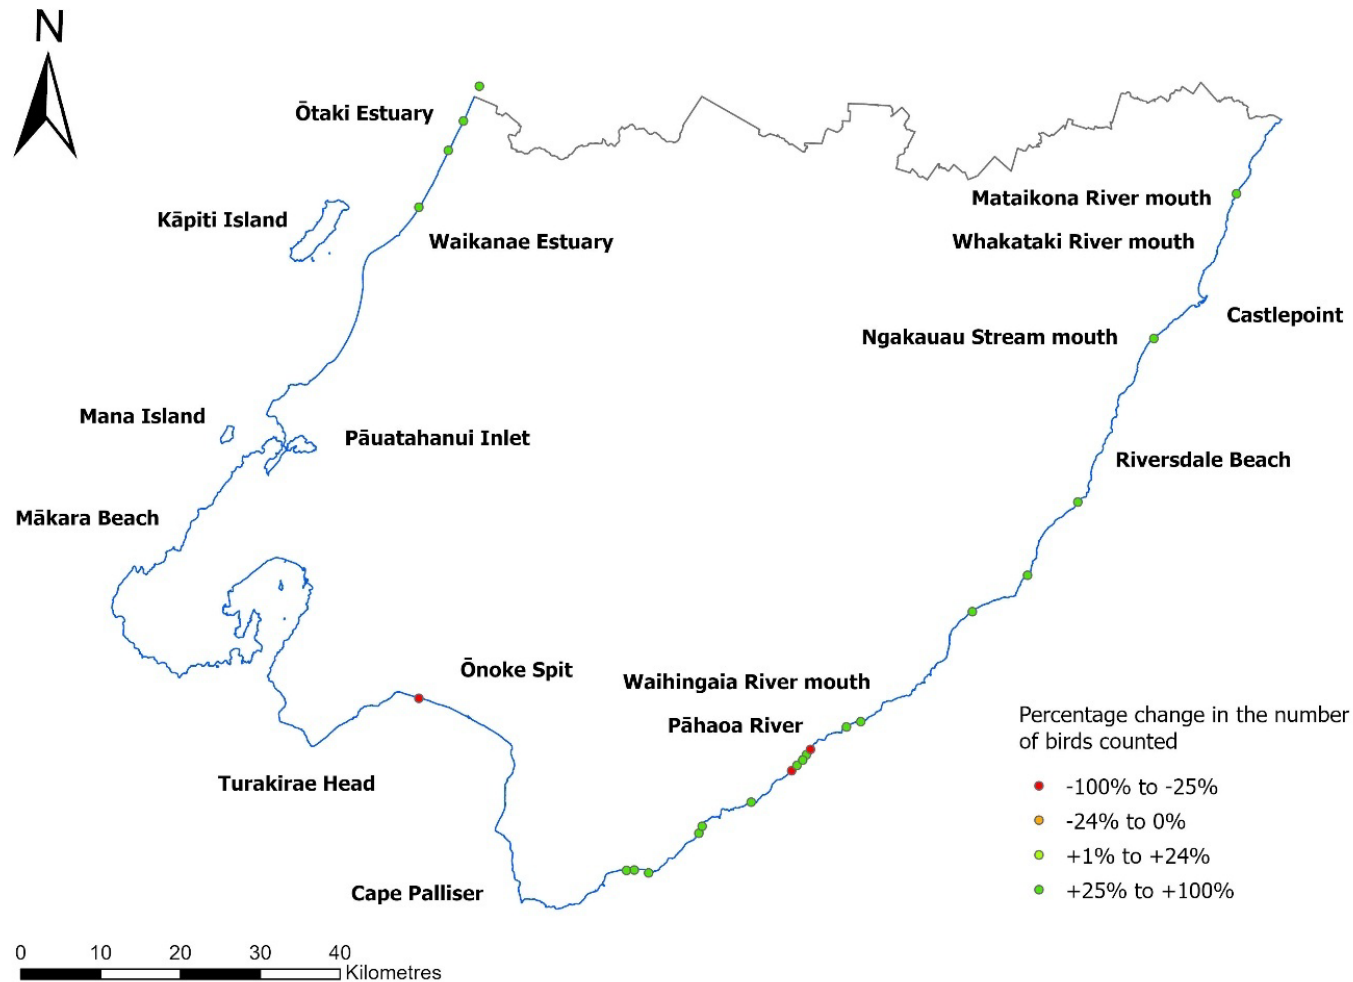 N
Ōtaki Estuary
Kāpiti Island
Waikanae Estuary
Mataikona River mouth
Whakataki River mouth
Castlepoint
Ngakauau Stream mouth
Mana Island
Pāuatahanui Inlet
Riversdale Beach
Mākara Beach
Ōnoke Spit
Waihingaia River mouth
Pāhaoa River
Turakirae Head
Cape Palliser
Percentage change in the number
of birds counted
-100% to -25%
-24% to 0%
+1% to +24%
+25% to +100%
0 10 20 30 40
Kilometres